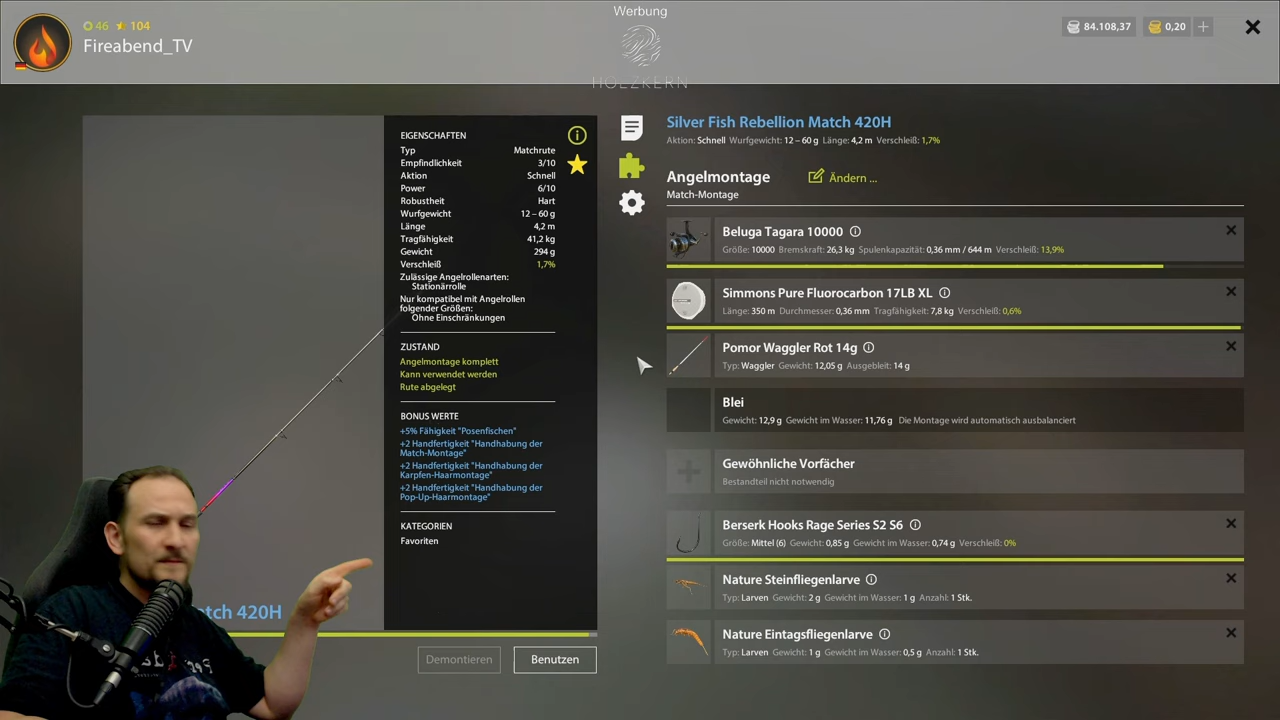 46 104
Fireabend_TV
Werbung
HOLZKERN
84.108,37
0,20
EIGENSCHAFTEN
Typ Matchrute
Empfindlichkeit 3/10
Aktion Schnell
Power 6/10
Robustheit Hart
Wurfgewicht 12 – 60 g
Länge 4,2 m
Tragfähigkeit 41,2 kg
Gewicht 294 g
Verschleiß 1,7%
Zulässige Angelrollenarten:
Stationärrolle
Nur kompatibel mit Angelrollen
folgender Größen:
Ohne Einschränkungen
ZUSTAND
Angelmontage komplett
Kann verwendet werden
Rute abgelegt
BONUS WERTE
+5% Fähigkeit "Posenfischen"
+2 Handfertigkeit "Handhabung der
Match-Montage"
+2 Handfertigkeit "Handhabung der
Karpfen-Haarmontage"
+2 Handfertigkeit "Handhabung der
Pop-Up-Haarmontage"
KATEGORIEN
Favoriten
420H
Demontieren
Benutzen
Silver Fish Rebellion Match 420H
Aktion: Schnell Wurfgewicht: 12 – 60 g Länge: 4,2 m Verschleiß: 1,7%
Angelmontage
Ändern ...
Match-Montage
Beluga Tagara 10000
Größe: 10000 Bremskraft: 26,3 kg Spulenkapazität: 0,36 mm / 644 m Verschleiß: 13,9%
Simmons Pure Fluorocarbon 17LB XL
Länge: 350 m Durchmesser: 0,36 mm Tragfähigkeit: 7,8 kg Verschleiß: 0,6%
Pomor Waggler Rot 14g
Typ: Waggler Gewicht: 12,05 g Ausgebleit: 14 g
Blei
Gewicht: 12,9 g Gewicht im Wasser: 11,76 g Die Montage wird automatisch ausbalanciert
Gewöhnliche Vorfächer
Bestandteil nicht notwendig
Berserk Hooks Rage Series S2 S6
Größe: Mittel (6) Gewicht: 0,85 g Gewicht im Wasser: 0,74 g Verschleiß: 0%
Nature Steinfliegenlarve
Typ: Larven Gewicht: 2 g Gewicht im Wasser: 1 g Anzahl: 1 Stk.
Nature Eintagsfliegenlarve
Typ: Larven Gewicht: 1 g Gewicht im Wasser: 0,5 g Anzahl: 1 Stk.